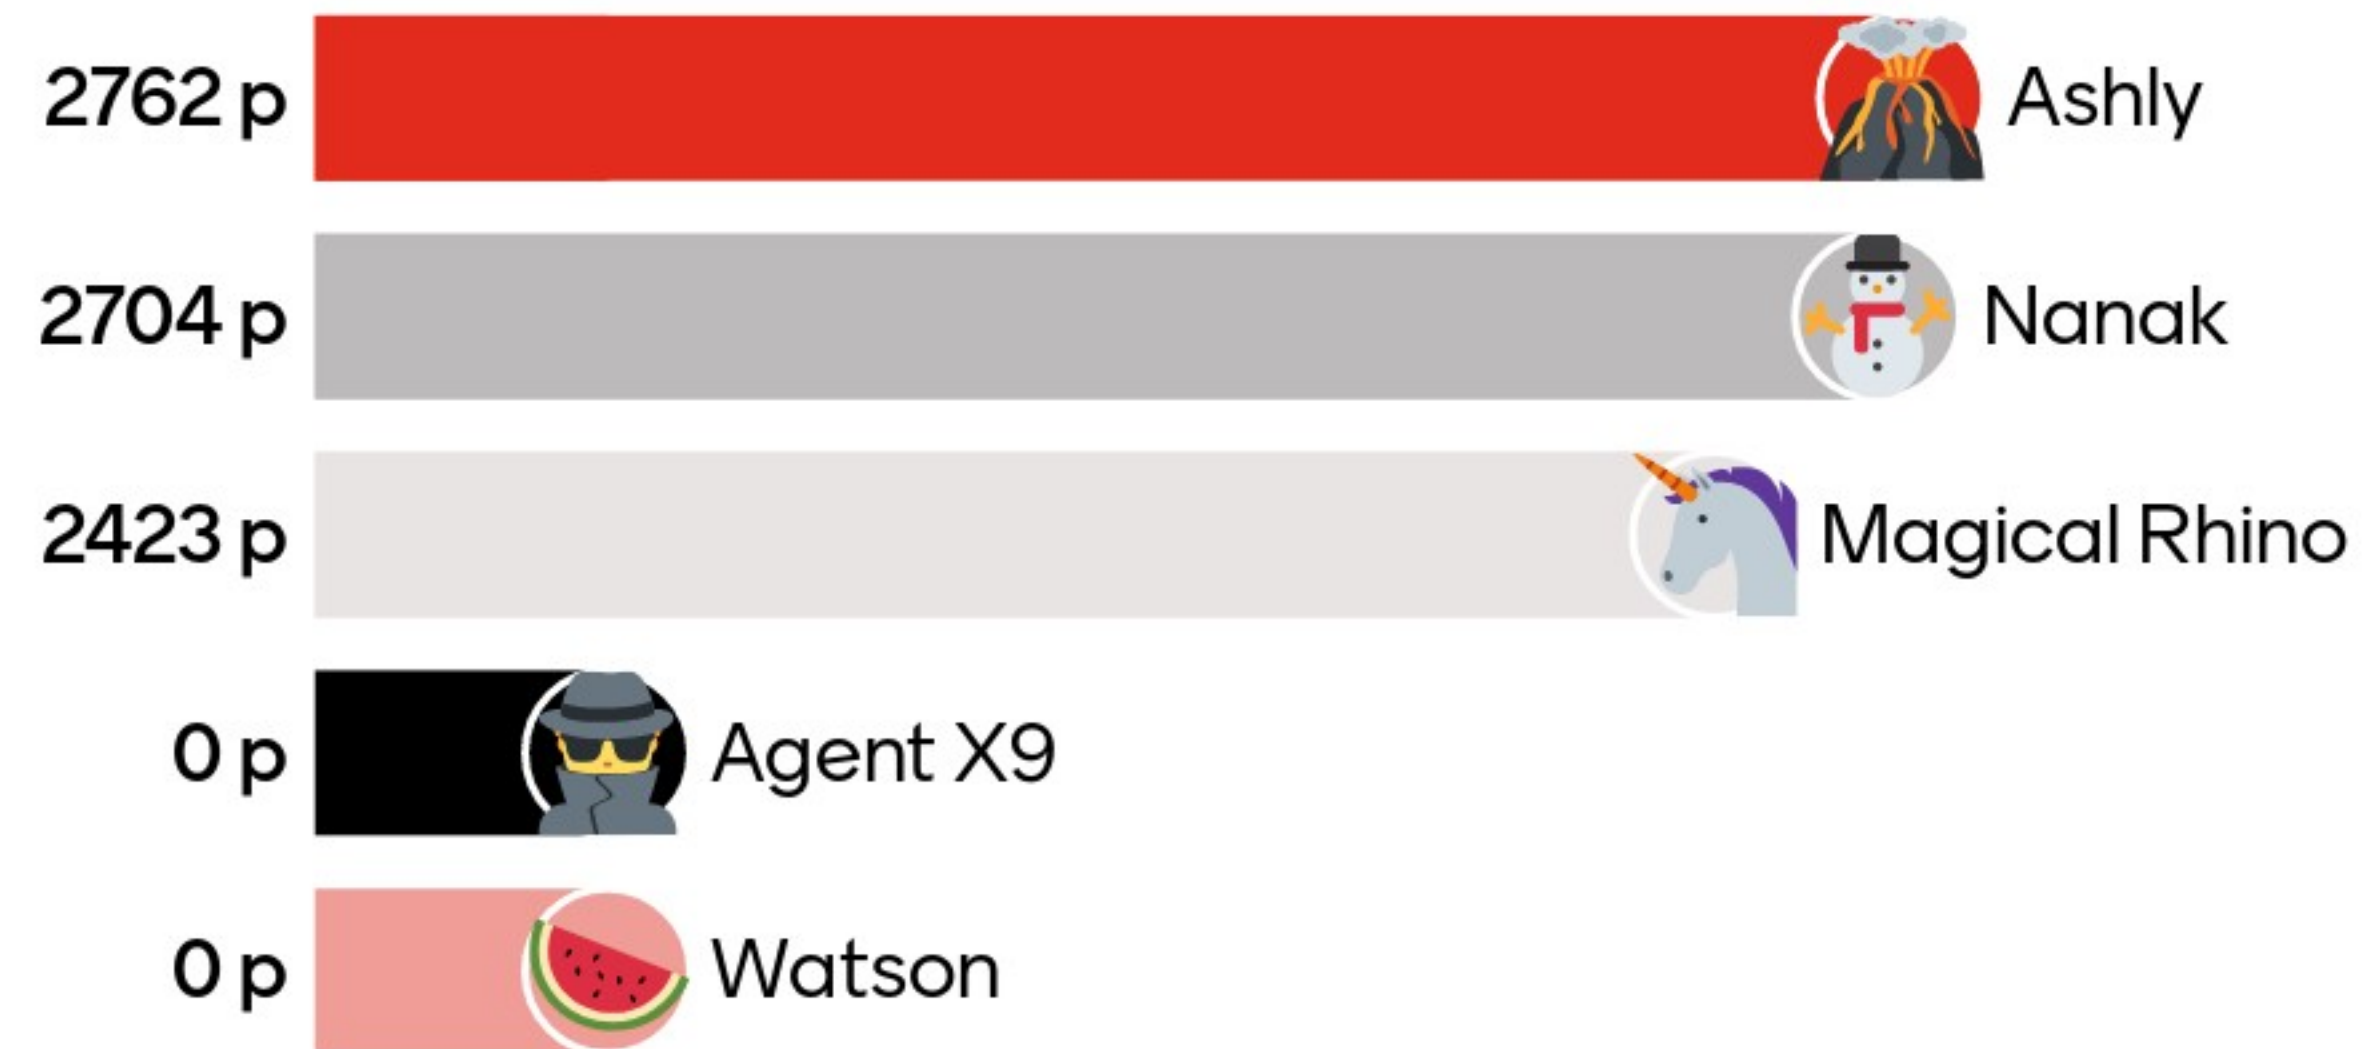 2762 p Ashly
2704 p Nanak
2423 p Magical Rhino
0 p Agent X9
0 p Watson